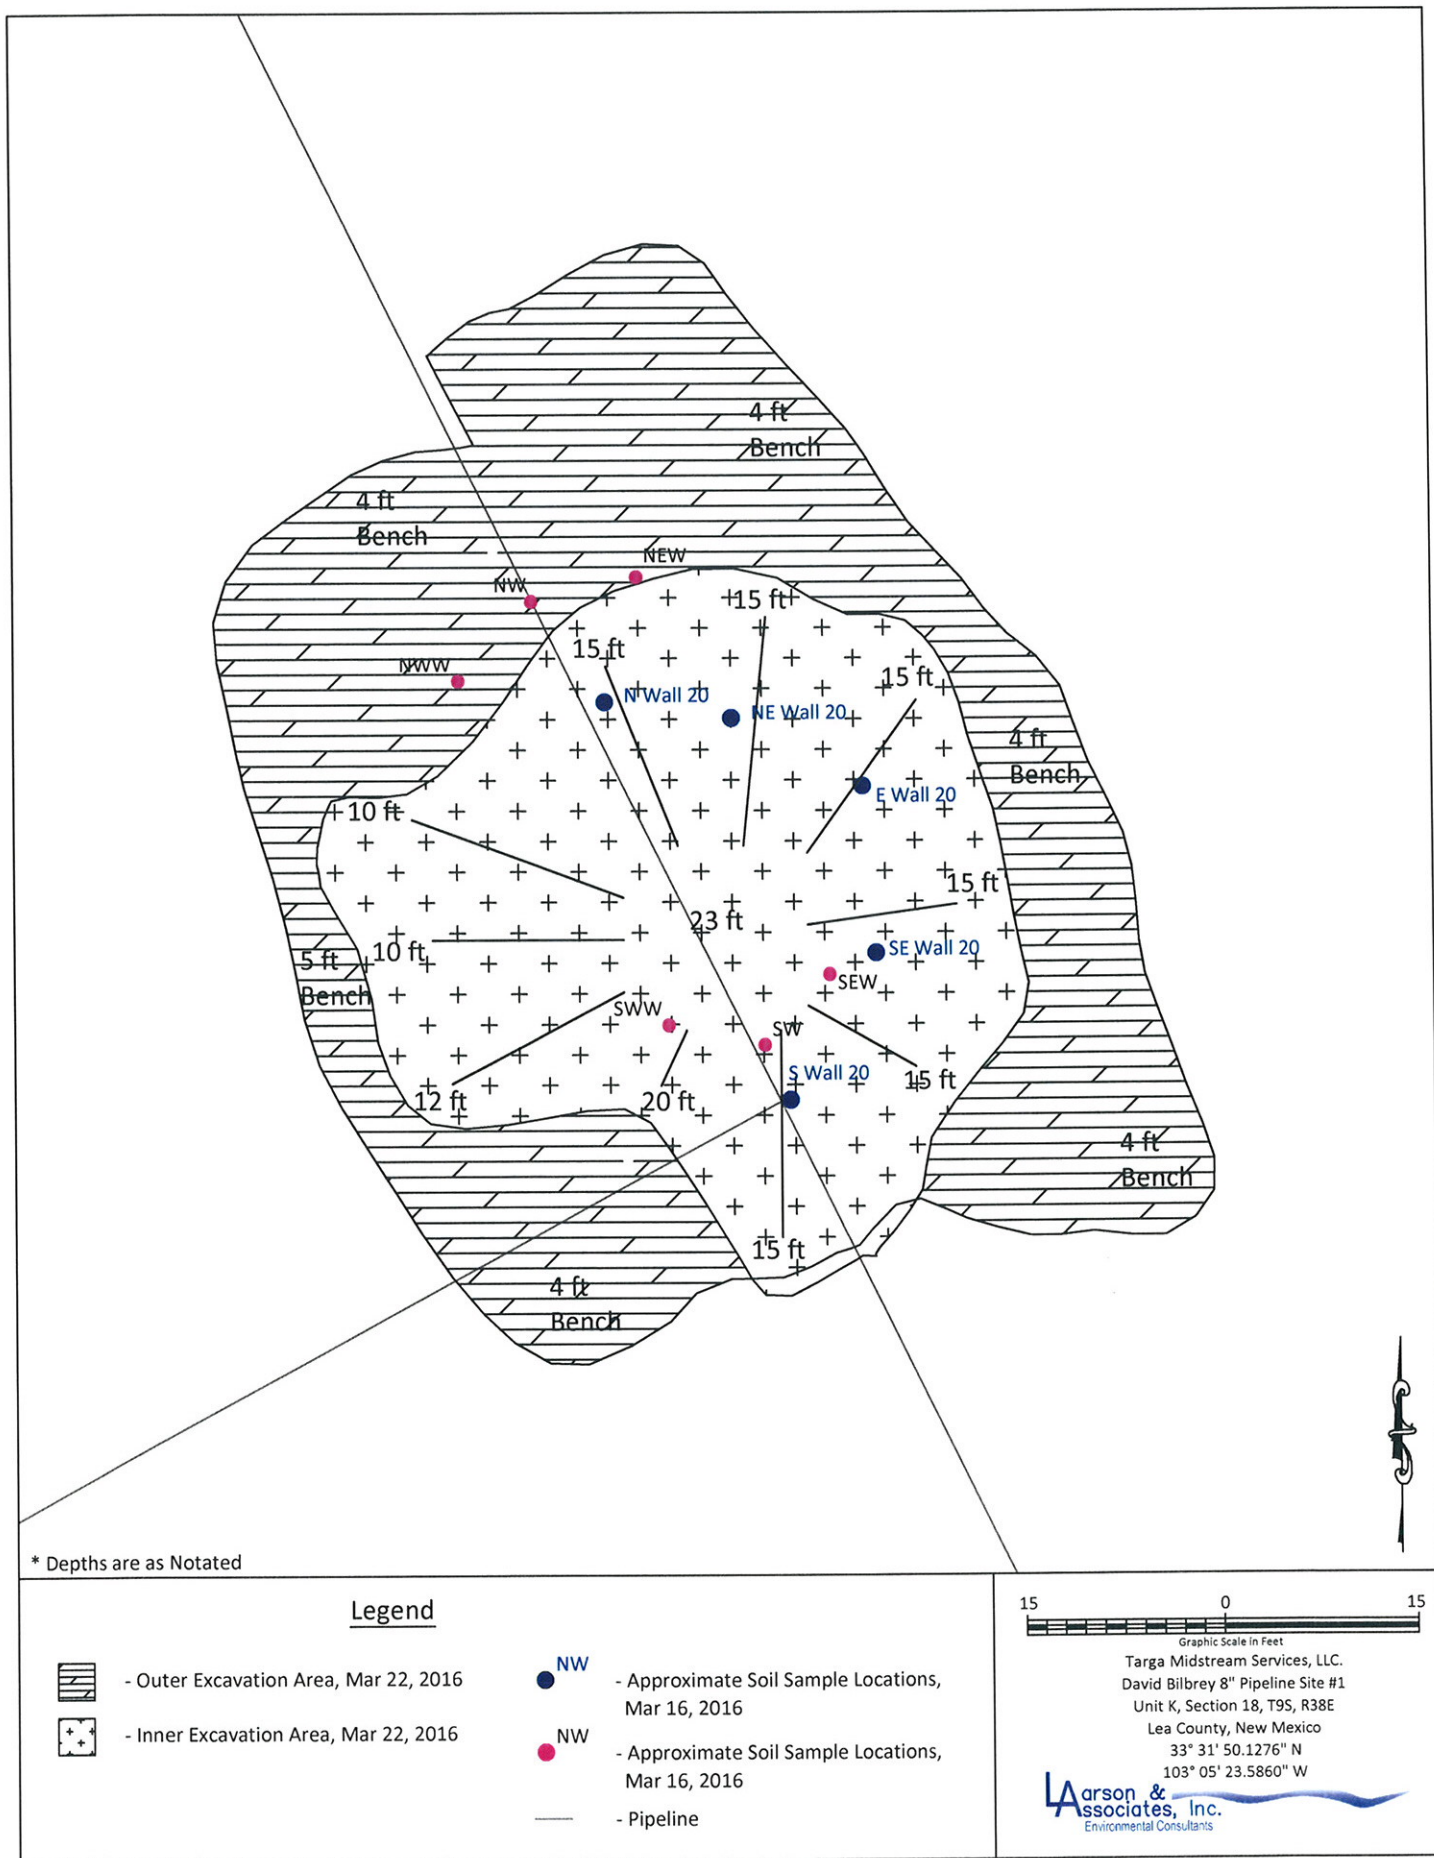 4 ft
Bench
4 ft
Bench
NEW
NW
15 ft
15 ft
NWW
15 ft
N Wall 20
NE Wall 20
4 ft
Bench
E Wall 20
10 ft
15 ft
23 ft
10 ft
SE Wall 20
5 ft
Bench
SEW
SWW
SW
S Wall 20
15 ft
12 ft
20 ft
4 ft
Bench
15 ft
4 ft
Bench
* Depths are as Notated
Legend
- Outer Excavation Area, Mar 22, 2016
- Inner Excavation Area, Mar 22, 2016
NW
- Approximate Soil Sample Locations,
Mar 16, 2016
NW
- Approximate Soil Sample Locations,
Mar 16, 2016
- Pipeline
15 0 15
Graphic Scale in Feet
Targa Midstream Services, LLC.
David Bilbrey 8" Pipeline Site #1
Unit K, Section 18, T9S, R38E
Lea County, New Mexico
33° 31' 50.1276" N
103° 05' 23.5860" W
Larson &
Associates, Inc.
Environmental Consultants